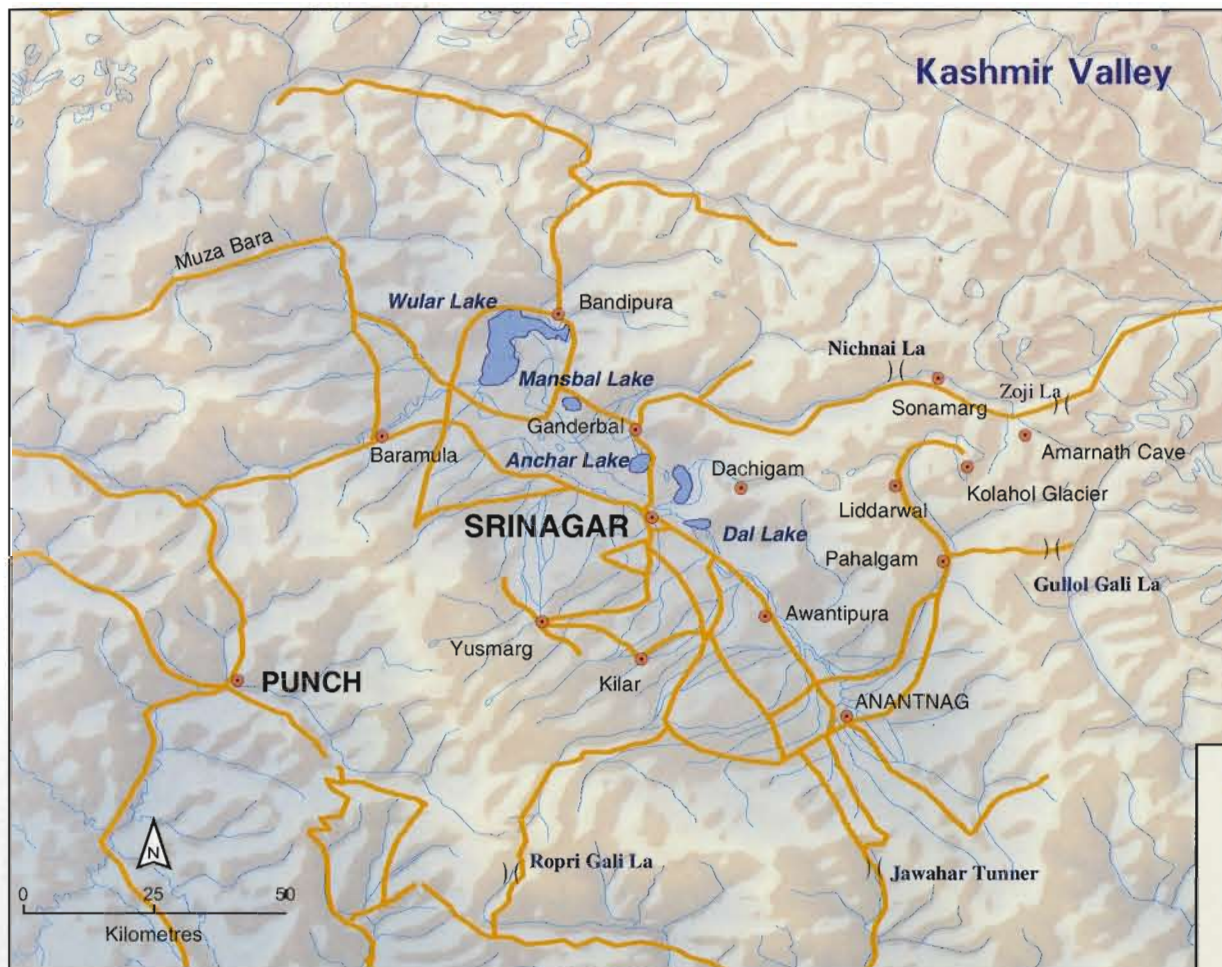 Kashmir Valley
Muza Bara
Wular Lake
Bandipura
Nichnai La
Mansbal Lake
Zoji La
Sonamarg
Ganderbal
Amarnath Cave
Baramula
Anchar Lake
Dachigam
Kolahol Glacier
Liddarwal
SRINAGAR
Dal Lake
Pahalgam
Gullol Gali La
Awantipura
Yusmarg
Kilar
PUNCH
ANANTNAG
N
Ropri Gali La
Jawahar Tunner
0 25 50
Kilometres